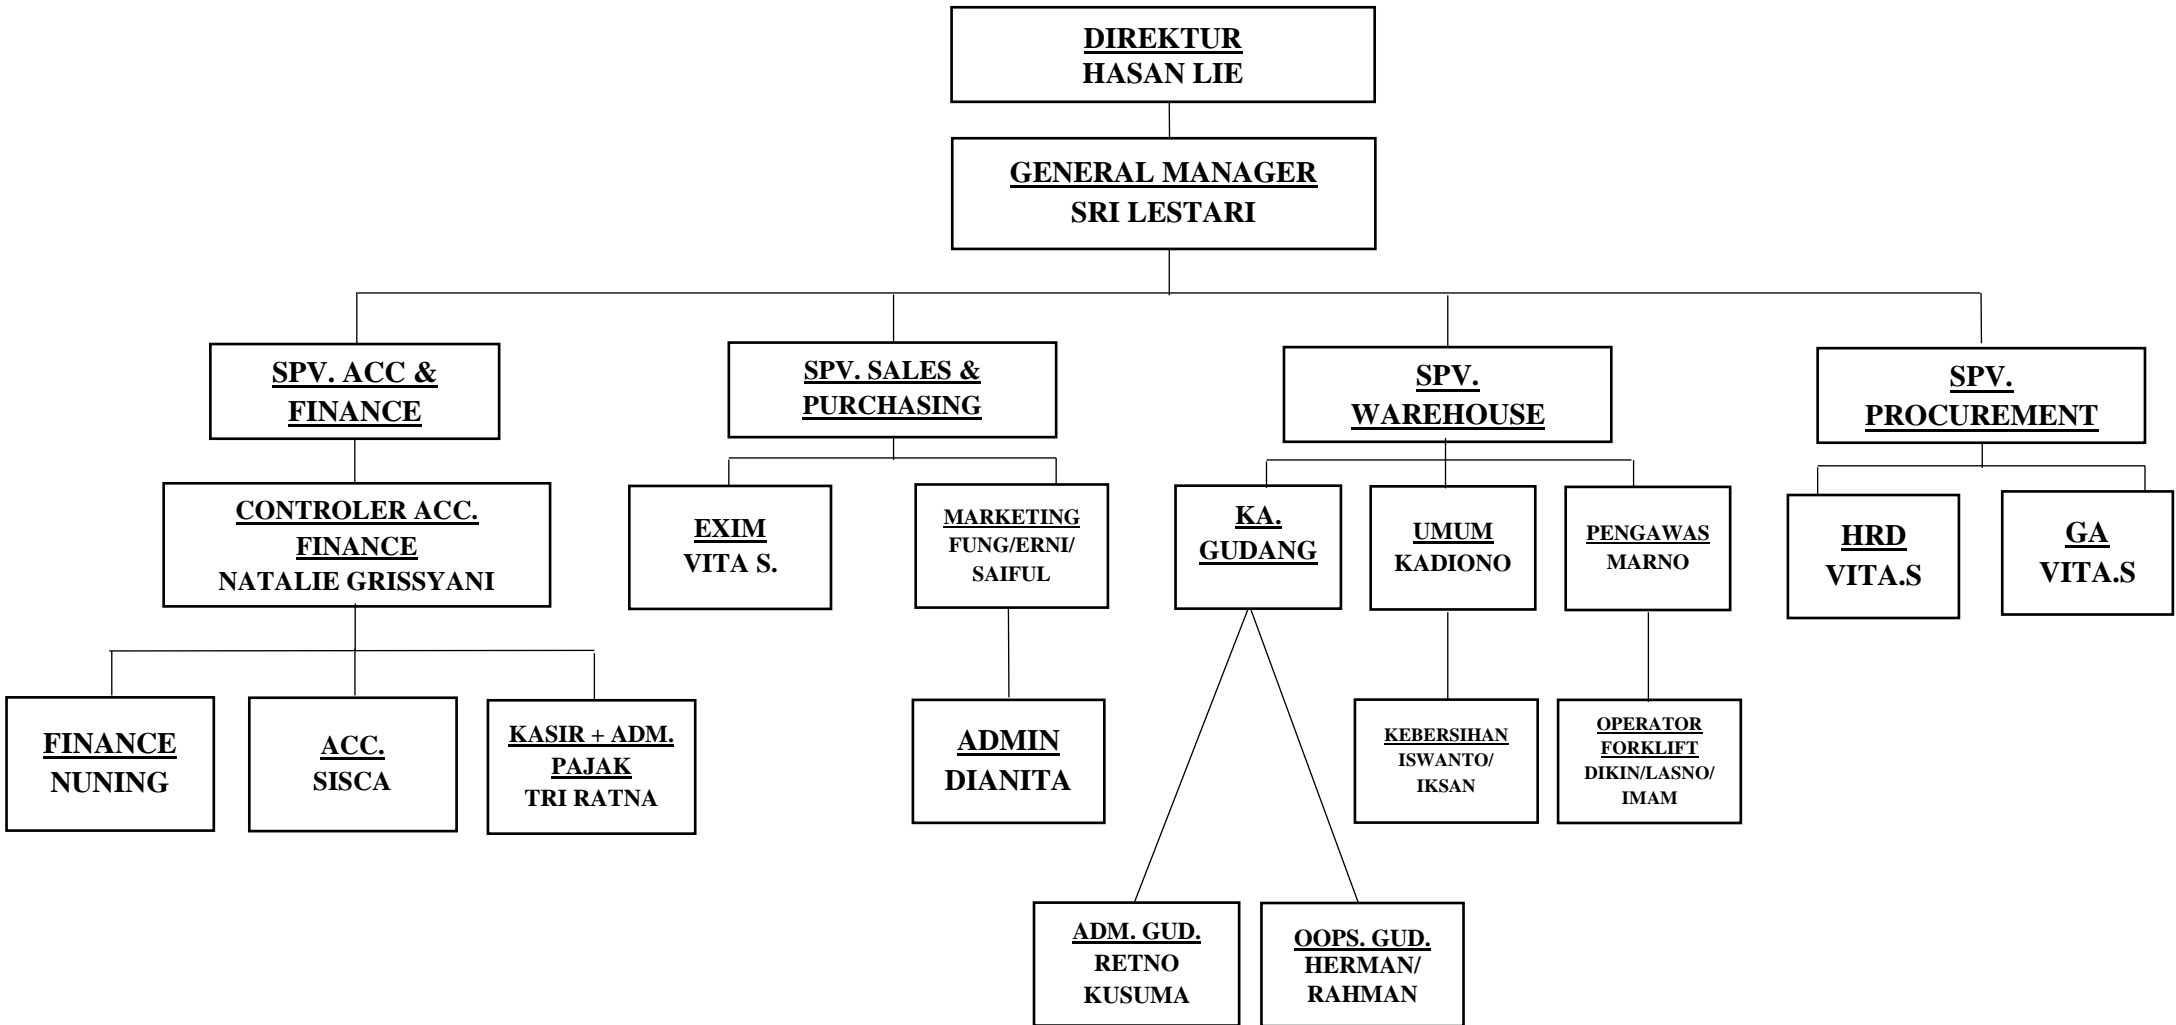 DIREKTUR
HASAN LIE
GENERAL MANAGER
SRI LESTARI
SPV. ACC &
FINANCE
SPV. SALES &
PURCHASING
SPV.
WAREHOUSE
SPV.
PROCUREMENT
CONTROLER ACC.
FINANCE
NATALIE GRISSYANI
EXIM
VITA S.
MARKETING
FUNG/ERNI/
SAIFUL
KA.
GUDANG
UMUM
KADIONO
PENGAWAS
MARNO
HRD
VITA.S
GA
VITA.S
FINANCE
NUNING
ACC.
SISCA
KASIR + ADM.
PAJAK
TRI RATNA
ADMIN
DIANITA
KEBERSIHAN
ISWANTO/
IKSAN
OPERATOR
FORKLIFT
DIKIN/LASNO/
IMAM
ADM. GUD.
RETNO
KUSUMA
OOPS. GUD.
HERMAN/
RAHMAN